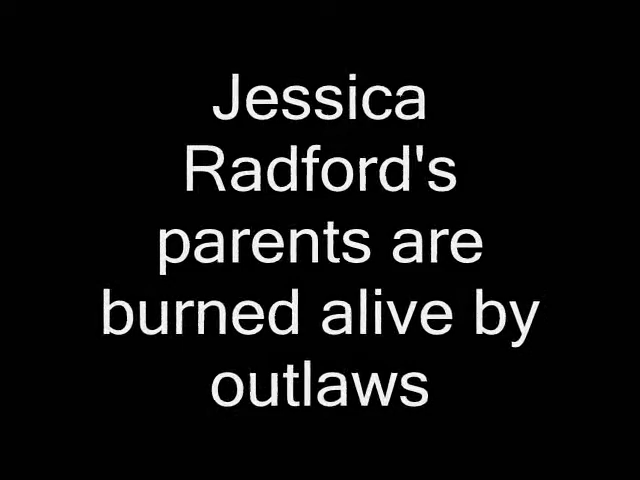 Jessica
Radford's
parents are
burned alive by
outlaws